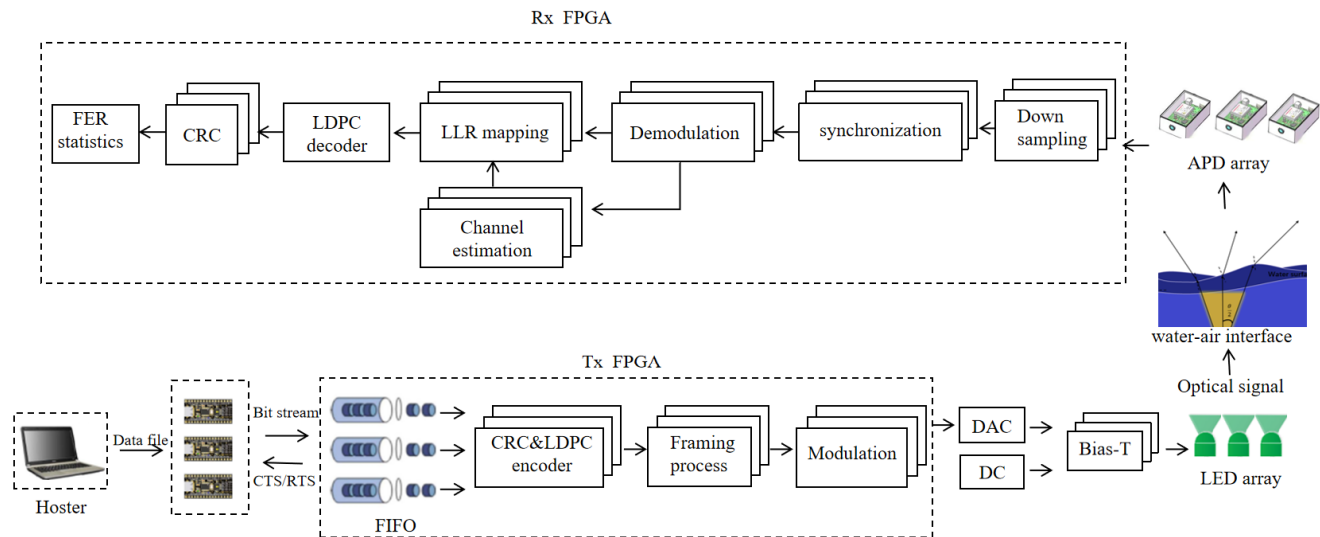 Rx FPGA
FER
statistics
CRC
LDPC
decoder
LLR mapping
Demodulation
synchronization
Down
sampling
Channel
estimation
APD array
water-air interface
Optical signal
LED array
Tx FPGA
Hoster
Data file
Bit stream
CTS/RTS
FIFO
CRC&LDPC
encoder
Framing
process
Modulation
DAC
DC
Bias-T